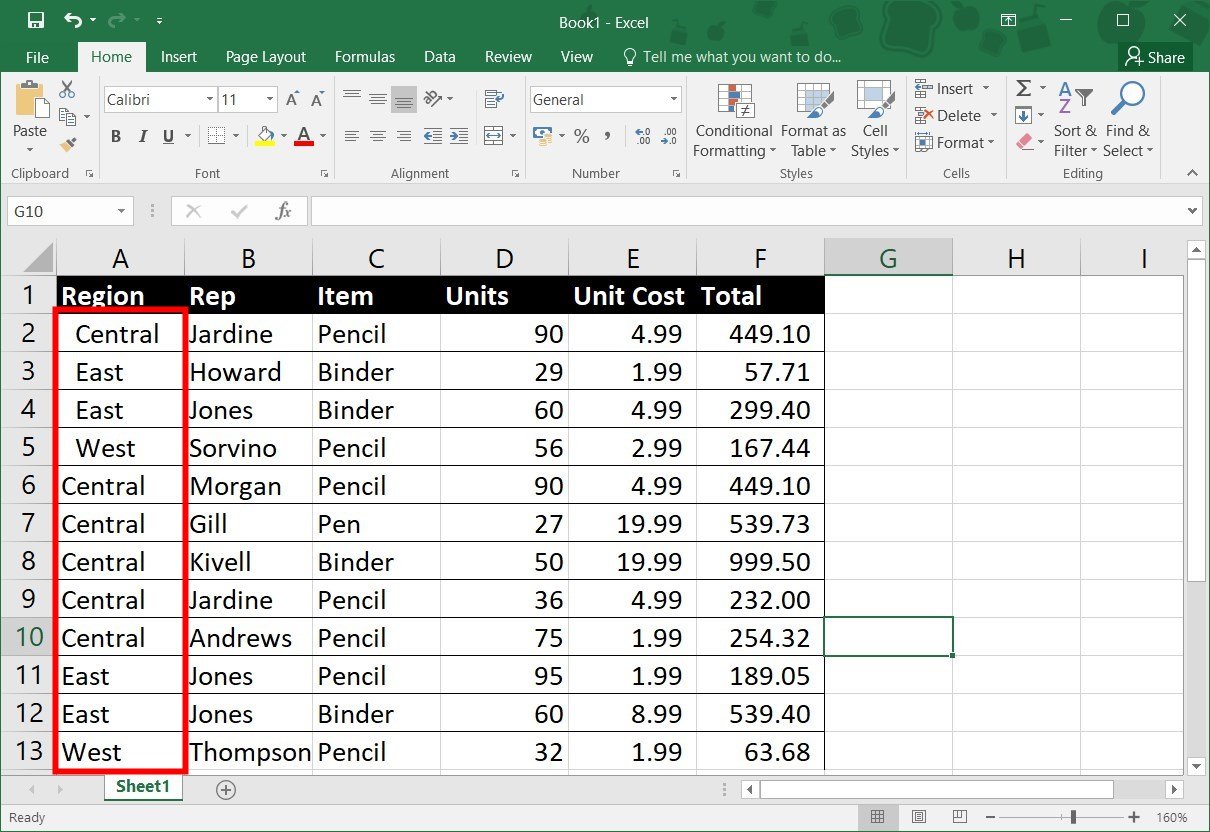 Book1 - Excel
File Home Insert Page Layout Formulas Data Review View Tell me what you want to do... Share
Calibri 11 General Insert
Paste B I U A % Conditional Format as Cell Delete Sort & Find &
Formatting Table Styles Format Filter Select
Clipboard Font Alignment Number Styles Cells Editing
G10 fx
A B C D E F G H I
1 Region Rep Item Units Unit Cost Total
2 Central Jardine Pencil 90 4.99 449.10
3 East Howard Binder 29 1.99 57.71
4 East Jones Binder 60 4.99 299.40
5 West Sorvino Pencil 56 2.99 167.44
6 Central Morgan Pencil 90 4.99 449.10
7 Central Gill Pen 27 19.99 539.73
8 Central Kivell Binder 50 19.99 999.50
9 Central Jardine Pencil 36 4.99 232.00
10 Central Andrews Pencil 75 1.99 254.32
11 East Jones Pencil 95 1.99 189.05
12 East Jones Binder 60 8.99 539.40
13 West Thompson Pencil 32 1.99 63.68
Sheet1
Ready 160%